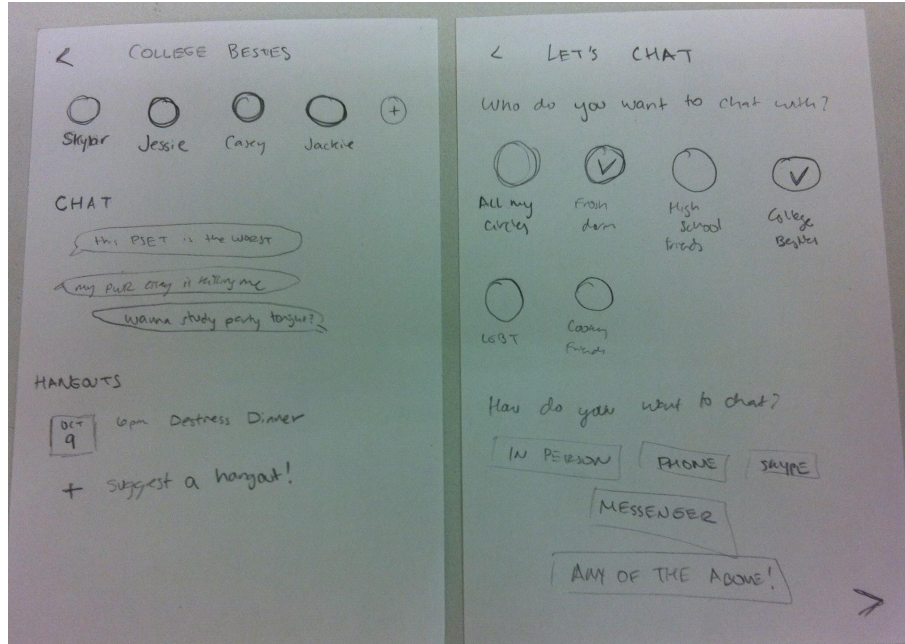 < COLLEGE BESTIES
Skylar Jessie Casey Jackie +
CHAT
this PSET is the worst
my PWR essay is killing me
wanna study party tonight?
HANGOUTS
OCT
9
6pm Destress Dinner
+ suggest a hangout!
< LET'S CHAT
Who do you want to chat with?
All my
circles
Frosh
dorm
High
School
friends
College
Besties
LGBT
Cooking
Friends
How do you want to chat?
IN PERSON PHONE SKYPE
MESSENGER
ANY OF THE ABOVE!
>